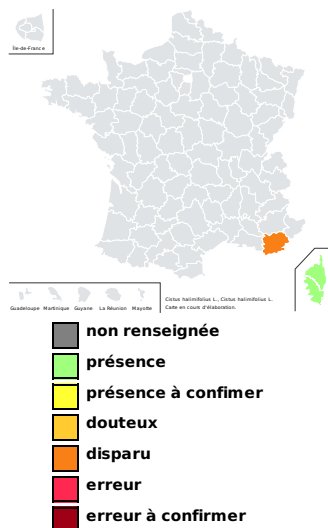 Île-de-France
Guadeloupe Martinique Guyane La Réunion Mayotte
Cistus halimifolius L., Cistus halimifolius L.
Carte en cours d'élaboration.
non renseignée
présence
présence à confimer
douteux
disparu
erreur
erreur à confirmer